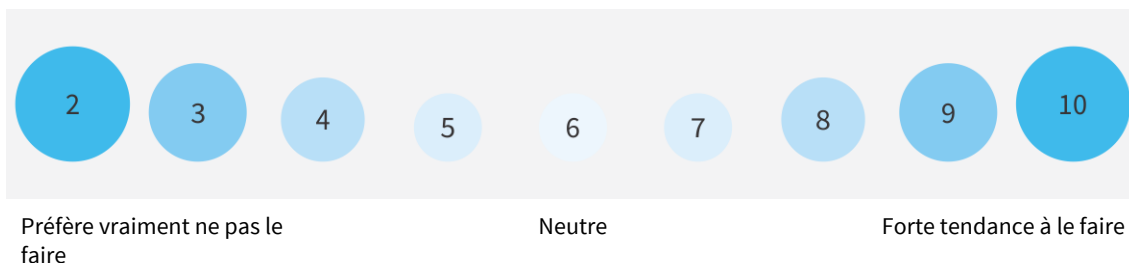 2 3 4 5 6 7 8 9 10
Préfère vraiment ne pas le
faire
Neutre
Forte tendance à le faire